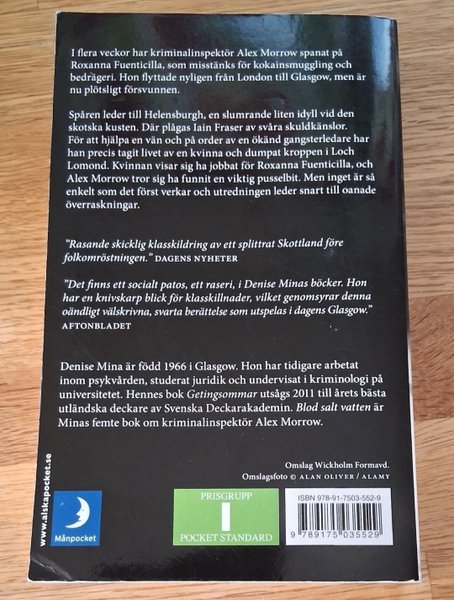 I flera veckor har kriminalinspektör Alex Morrow spanat på
Roxanna Fuenticilla, som misstänks för kokainsmuggling och
bedrägeri. Hon flyttade nyligen från London till Glasgow, men är
nu plötsligt försvunnen.
Spåren leder till Helensburgh, en slumrande liten idyll vid den
skotska kusten. Där plågas Iain Fraser av svåra skuldkänslor.
För att hjälpa en vän och på order av en ökänd gangsterledare har
han precis tagit livet av en kvinna och dumpat kroppen i Loch
Lomond. Kvinnan visar sig ha jobbat för Roxanna Fuenticilla, och
Alex Morrow tror sig ha funnit en viktig pusselbit. Men inget är så
enkelt som det först verkar och utredningen leder snart till oanade
överraskningar.
"Rasande skicklig klasskildring av ett splittrat Skottland före
folkomröstningen." DAGENS NYHETER
"Det finns ett socialt patos, ett raseri, i Denise Minas böcker. Hon
har en knivskarp blick för klasskillnader, vilket genomsyrar denna
oändligt välskrivna, svarta berättelse som utspelas i dagens Glasgow."
AFTONBLADET
Denise Mina är född 1966 i Glasgow. Hon har tidigare arbetat
inom psykvården, studerat juridik och undervisat i kriminologi på
universitetet. Hennes bok Getingsommar utsågs 2011 till årets bästa
utländska deckare av Svenska Deckarakademin. Blod salt vatten är
Minas femte bok om kriminalinspektör Alex Morrow.
Omslag Wickholm Formavd.
Omslagsfoto © ALAN OLIVER / ALAMY
www.alskapocket.se
Månpocket
PRISGRUPP
I
POCKET STANDARD
ISBN 978-91-7503-552-9
9 789175 035529